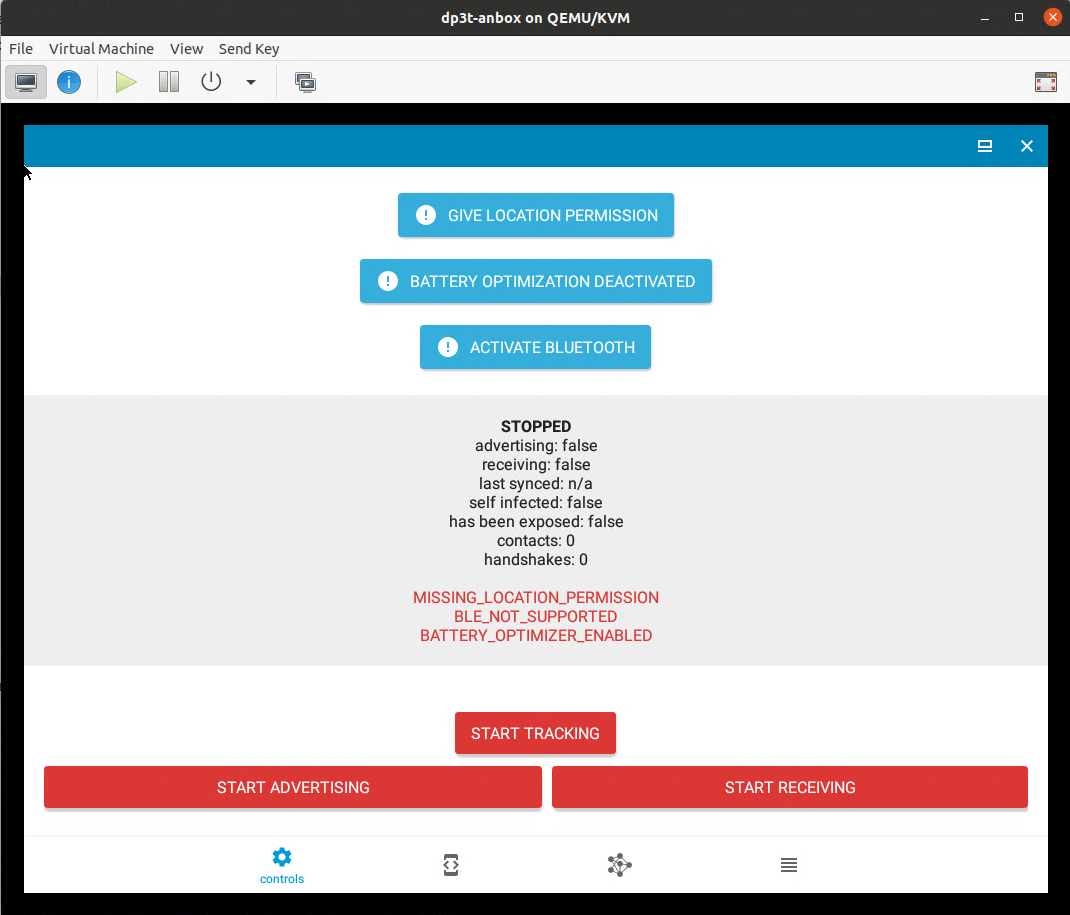 dp3t-anbox on QEMU/KVM
File Virtual Machine View Send Key
GIVE LOCATION PERMISSION
BATTERY OPTIMIZATION DEACTIVATED
ACTIVATE BLUETOOTH
STOPPED
advertising: false
receiving: false
last synced: n/a
self infected: false
has been exposed: false
contacts: 0
handshakes: 0
MISSING_LOCATION_PERMISSION
BLE_NOT_SUPPORTED
BATTERY_OPTIMIZER_ENABLED
START TRACKING
START ADVERTISING START RECEIVING
controls